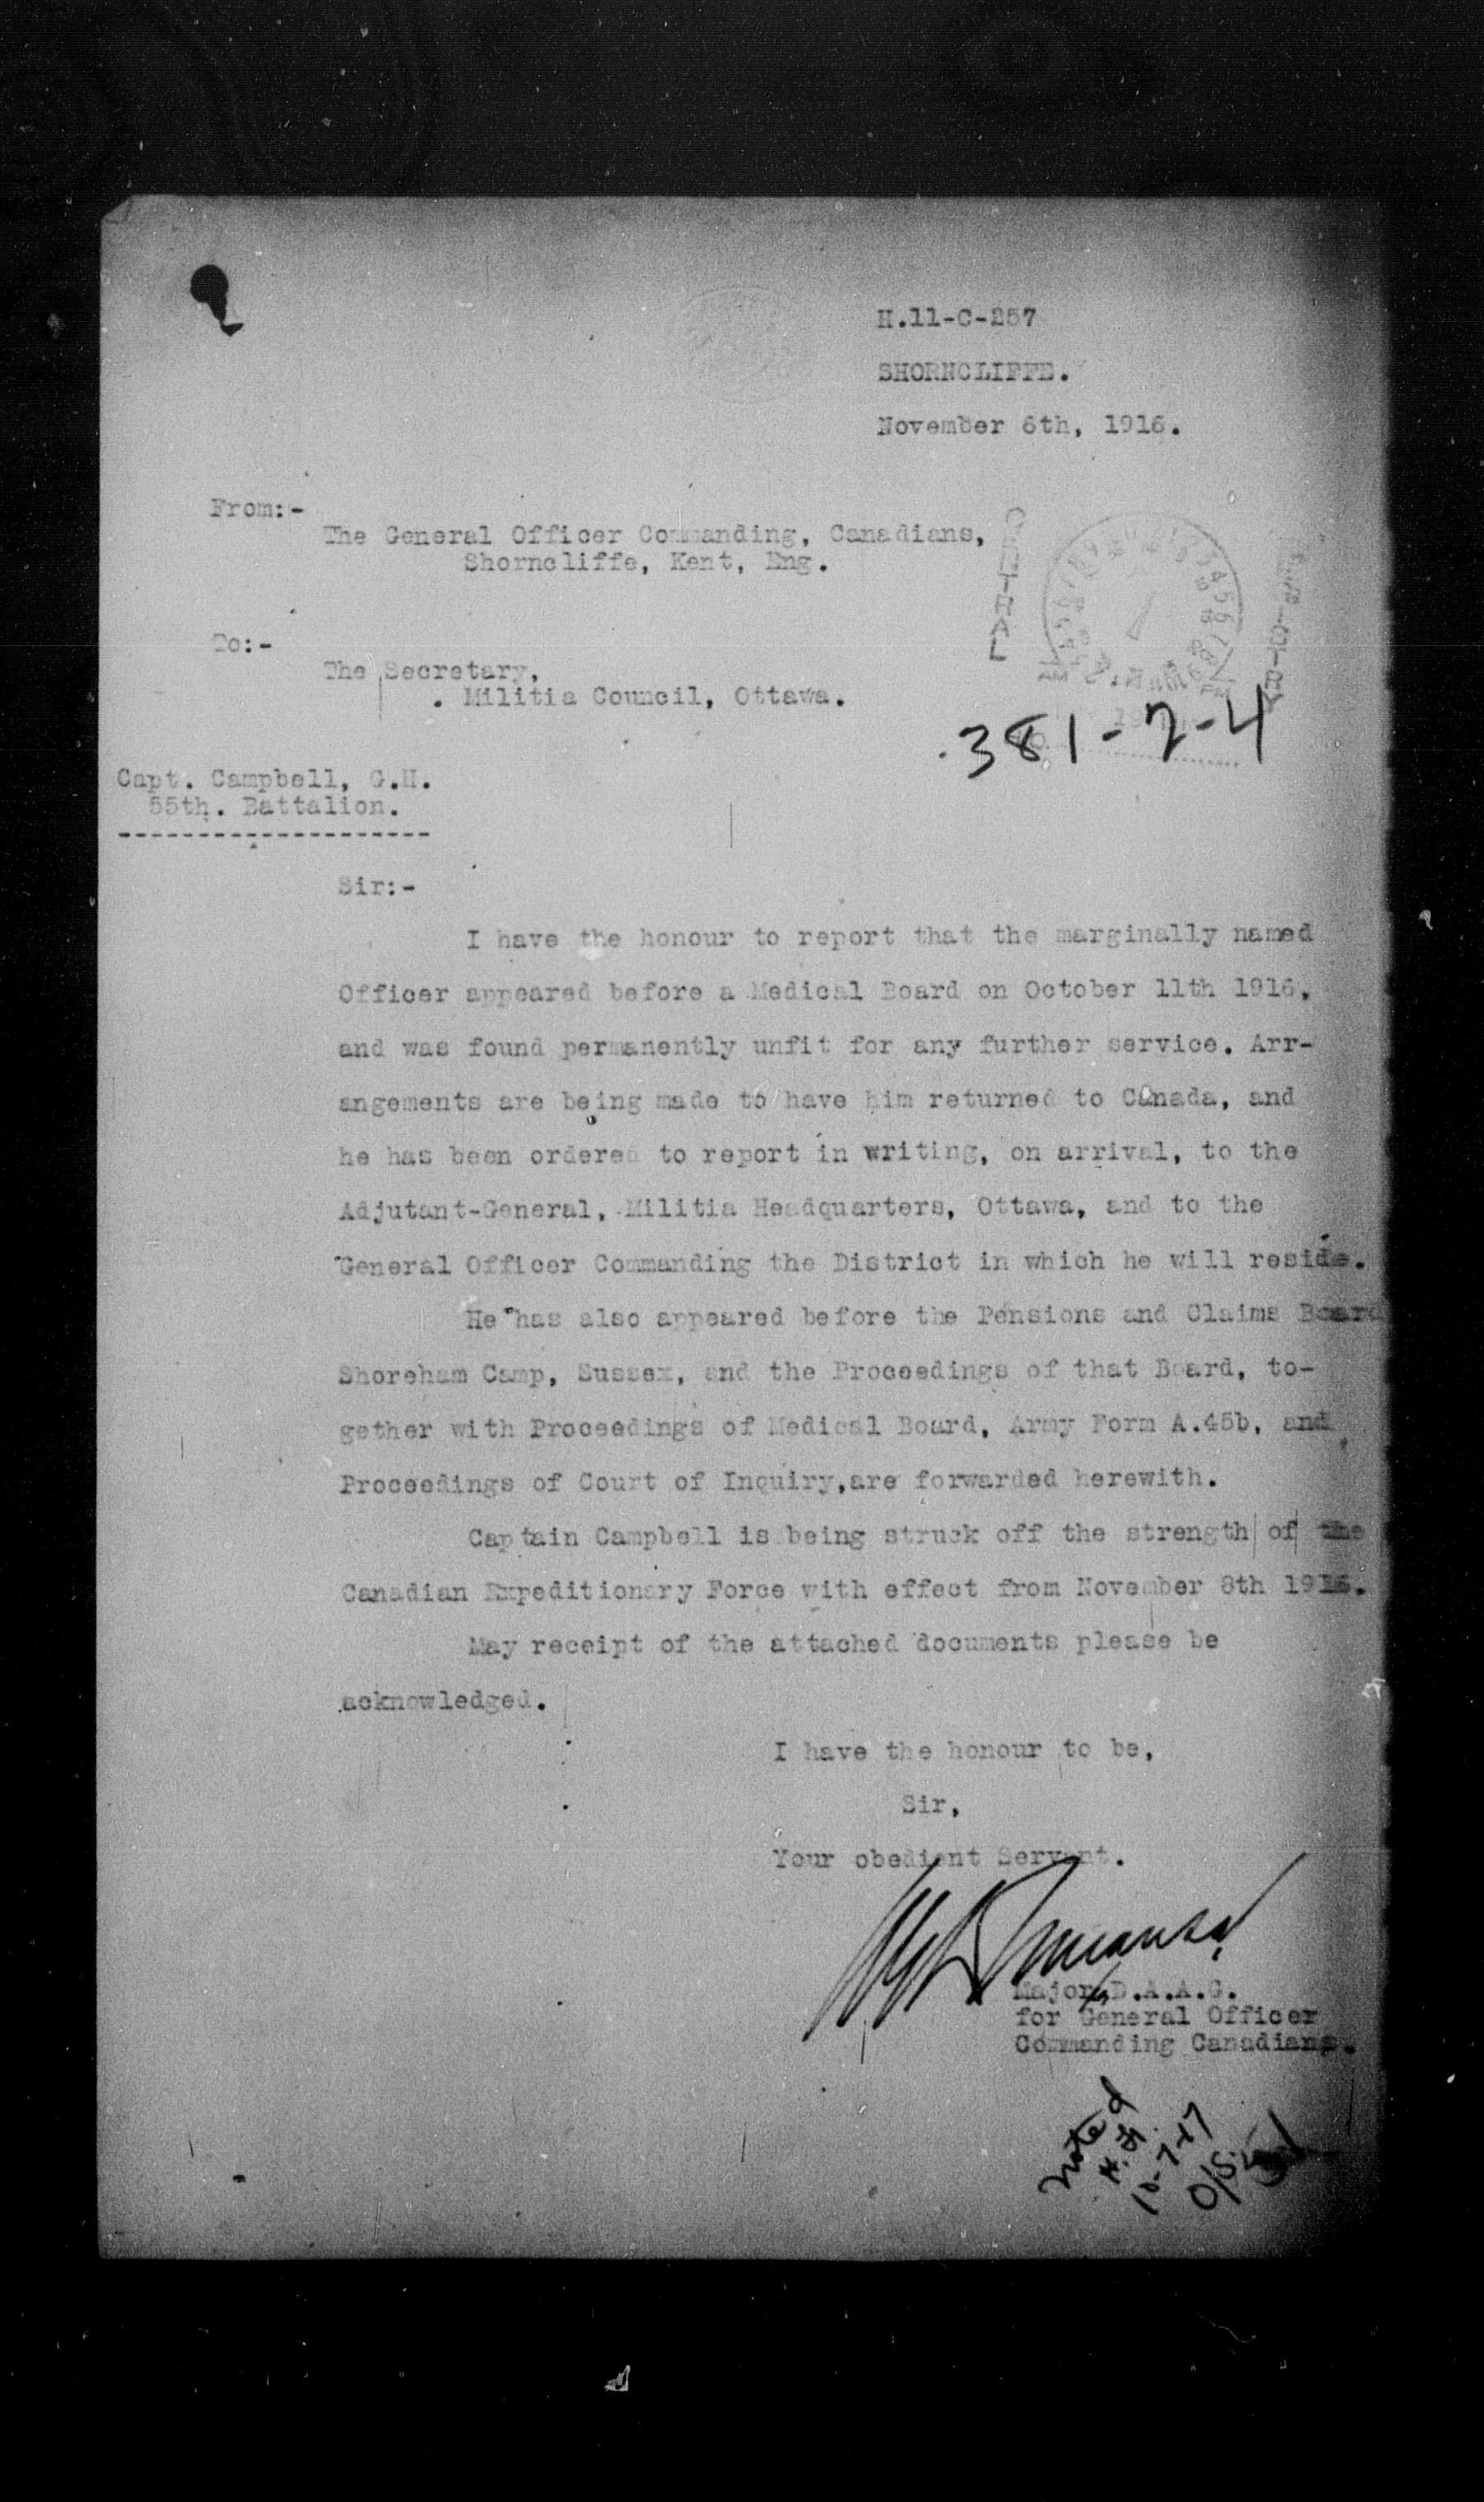 H.11-C-257
SHORNCLIFFE.
November 6th, 1916.
From:-
The General Officer Commanding, Canadians,
Shorncliffe, Kent, Eng.
CENTRAL
To:-
The Secretary,
Militia Council, Ottawa.
381-2-4
Capt. Campbell, G.H.
55th. Battalion.
--------------------
Sir:-
I have the honour to report that the marginally named
Officer appeared before a Medical Board on October 11th 1916,
and was found permanently unfit for any further service. Arr-
angements are being made to have him returned to Canada, and
he has been ordered to report in writing, on arrival, to the
Adjutant-General, Militia Headquarters, Ottawa, and to the
General Officer Commanding the District in which he will reside.
He has also appeared before the Pensions and Claims Board
Shoreham Camp, Sussex, and the Proceedings of that Board, to-
gether with Proceedings of Medical Board, Army Form A.45b, and
Proceedings of Court of Inquiry,are forwarded herewith.
Captain Campbell is being struck off the strength of the
Canadian Expeditionary Force with effect from November 8th 1916.
May receipt of the attached documents please be
acknowledged.
I have the honour to be,
Sir,
Your obedient Servant.
Major, D.A.A.G.
for General Officer
Commanding Canadians.
Noted
10-7-17